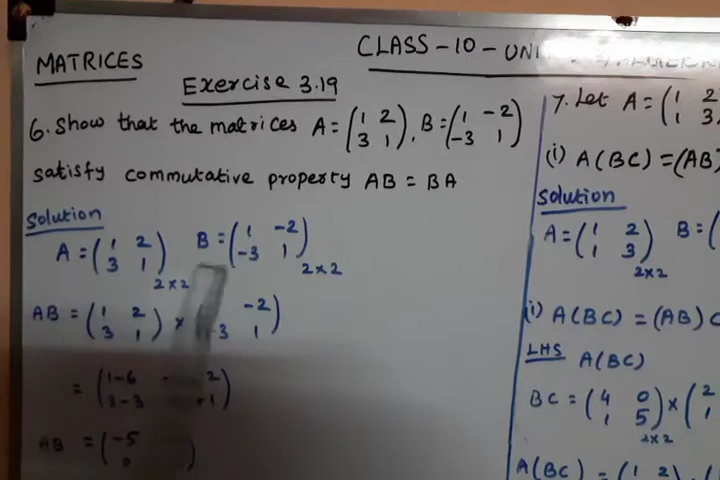 MATRICES
CLASS-10-
Exercise 3.19
6. Show that the matrices A = (1 2 3 1), B = (1 -2 -3 1)
satisfy commutative property AB = BA
Solution
A = (1 2 3 1) 2×2 B = (1 -2 -3 1) 2×2
AB = (1 2 3 1) × ( -2 3 1)
= (1-6 2 3-3 +1)
AB = (-5 0 )
7. Let A = (1 2 1 3
(i) A(BC) = (AB)
Solution
A = (1 2 1 3) 2×2 B = (
(i) A(BC) = (AB) C
LHS A(BC)
BC = (4 0 1 5) 2×2 × (2 1
A(BC) = (1 2)